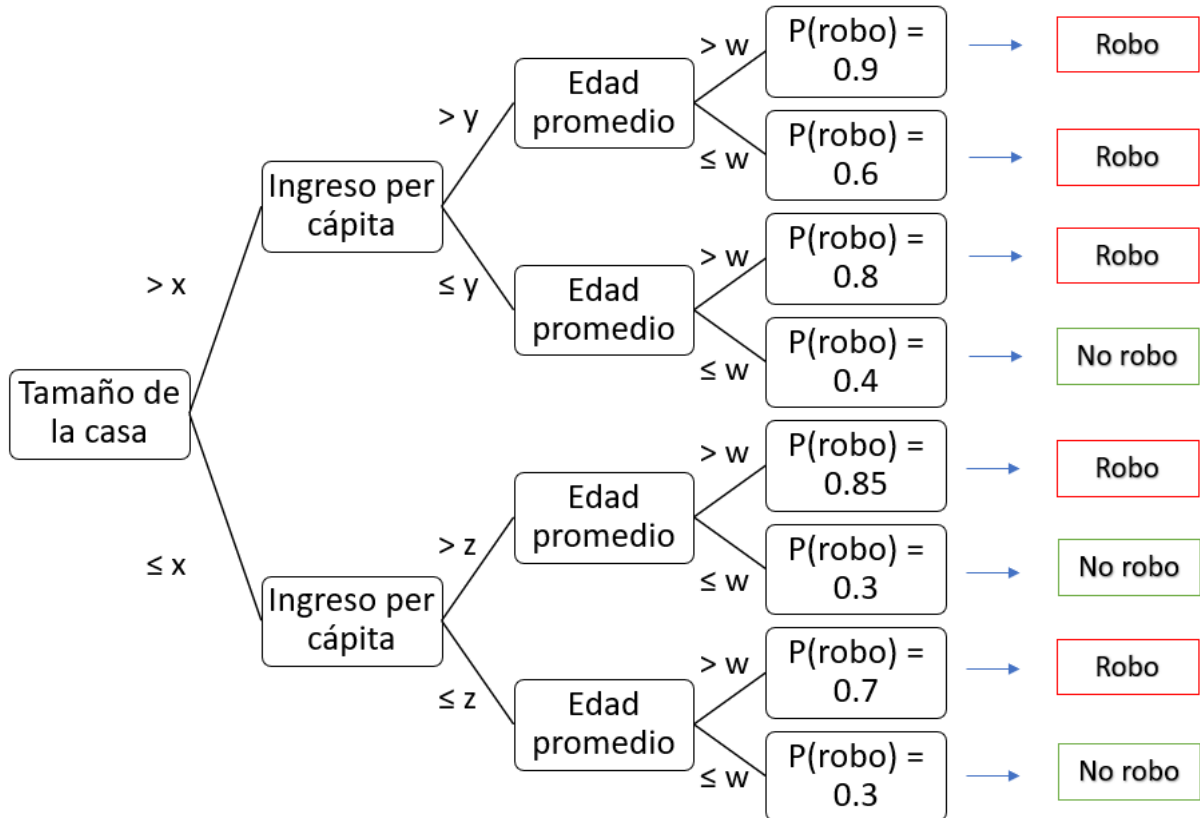 > w
P(robo) =
0.9
Robo
Edad
promedio
> y
≤ w
P(robo) =
0.6
Robo
Ingreso per
cápita
> w
P(robo) =
0.8
Robo
> x
≤ y
Edad
promedio
≤ w
P(robo) =
0.4
No robo
Tamaño de
la casa
> w
P(robo) =
0.85
Robo
> z
Edad
promedio
≤ x
≤ w
P(robo) =
0.3
No robo
Ingreso per
cápita
> w
P(robo) =
0.7
Robo
≤ z
Edad
promedio
≤ w
P(robo) =
0.3
No robo